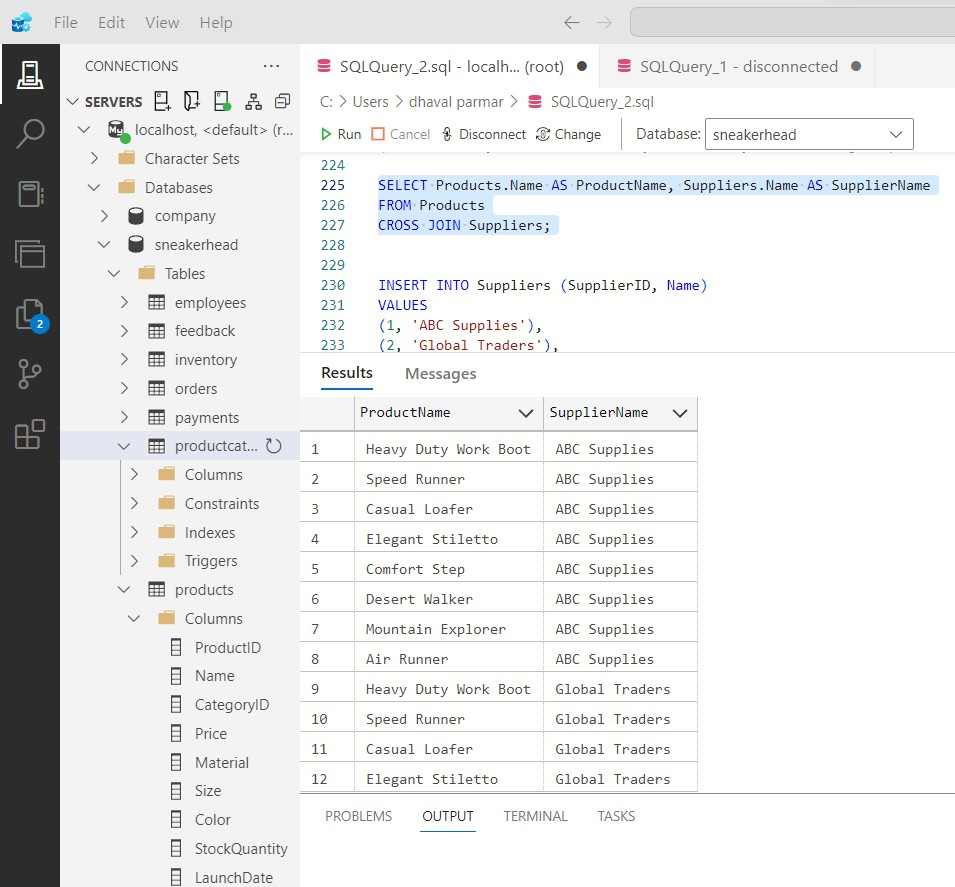 File Edit View Help
CONNECTIONS ···
SERVERS
localhost, <default> (r...
Character Sets
Databases
company
sneakerhead
Tables
employees
feedback
inventory
orders
payments
productcat...
Columns
Constraints
Indexes
Triggers
products
Columns
ProductID
Name
CategoryID
Price
Material
Size
Color
StockQuantity
LaunchDate
2
SQLQuery_2.sql - localh... (root) ●
SQLQuery_1 - disconnected ●
C: > Users > dhaval parmar > SQLQuery_2.sql
Run Cancel Disconnect Change Database: sneakerhead
224
225 SELECT Products.Name AS ProductName, Suppliers.Name AS SupplierName
226 FROM Products
227 CROSS JOIN Suppliers;
228
229
230 INSERT INTO Suppliers (SupplierID, Name)
231 VALUES
232 (1, 'ABC Supplies'),
233 (2, 'Global Traders'),
Results Messages
ProductName SupplierName
1 Heavy Duty Work Boot ABC Supplies
2 Speed Runner ABC Supplies
3 Casual Loafer ABC Supplies
4 Elegant Stiletto ABC Supplies
5 Comfort Step ABC Supplies
6 Desert Walker ABC Supplies
7 Mountain Explorer ABC Supplies
8 Air Runner ABC Supplies
9 Heavy Duty Work Boot Global Traders
10 Speed Runner Global Traders
11 Casual Loafer Global Traders
12 Elegant Stiletto Global Traders
PROBLEMS OUTPUT TERMINAL TASKS